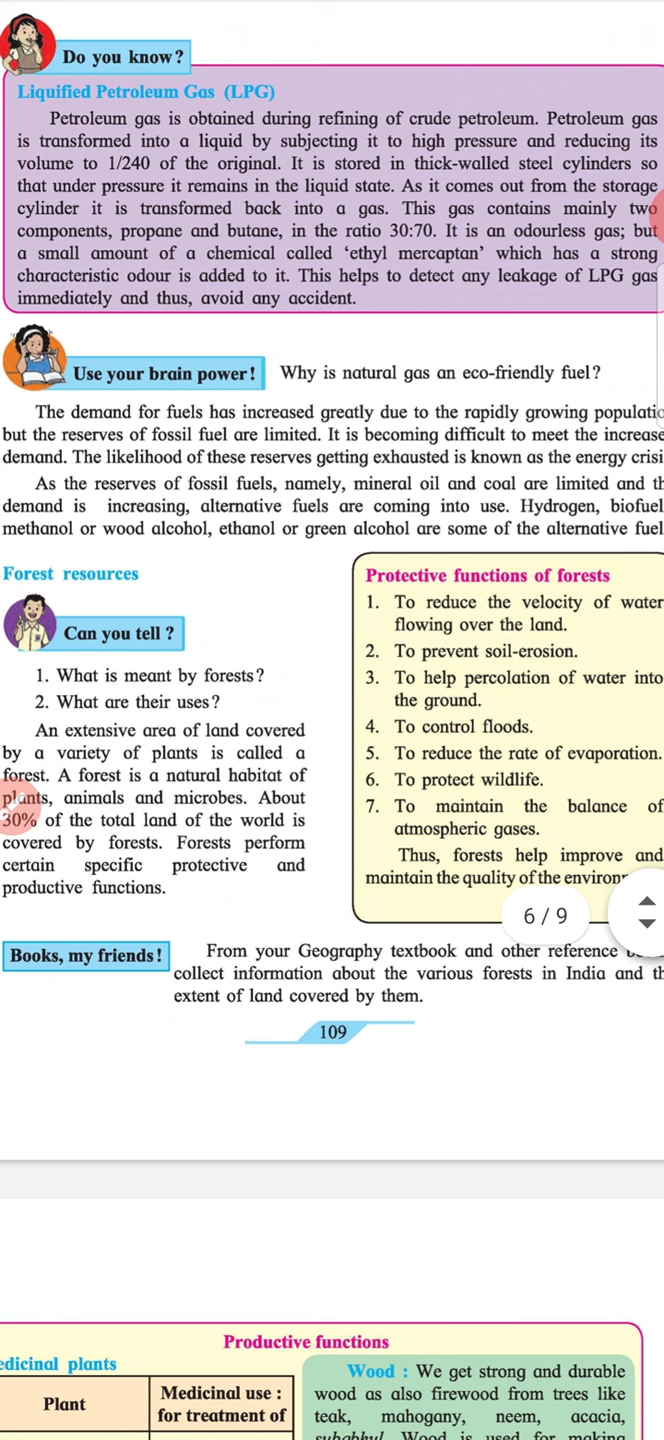 Do you know?
Liquified Petroleum Gas (LPG)
Petroleum gas is obtained during refining of crude petroleum. Petroleum gas
is transformed into a liquid by subjecting it to high pressure and reducing its
volume to 1/240 of the original. It is stored in thick-walled steel cylinders so
that under pressure it remains in the liquid state. As it comes out from the storage
cylinder it is transformed back into a gas. This gas contains mainly two
components, propane and butane, in the ratio 30:70. It is an odourless gas; but
a small amount of a chemical called ‘ethyl mercaptan’ which has a strong
characteristic odour is added to it. This helps to detect any leakage of LPG gas
immediately and thus, avoid any accident.
Use your brain power!
Why is natural gas an eco-friendly fuel?
The demand for fuels has increased greatly due to the rapidly growing populatio
but the reserves of fossil fuel are limited. It is becoming difficult to meet the increase
demand. The likelihood of these reserves getting exhausted is known as the energy crisi
As the reserves of fossil fuels, namely, mineral oil and coal are limited and th
demand is increasing, alternative fuels are coming into use. Hydrogen, biofuel
methanol or wood alcohol, ethanol or green alcohol are some of the alternative fuel
Forest resources
Can you tell ?
1. What is meant by forests?
2. What are their uses?
An extensive area of land covered
by a variety of plants is called a
forest. A forest is a natural habitat of
plants, animals and microbes. About
30% of the total land of the world is
covered by forests. Forests perform
certain specific protective and
productive functions.
Protective functions of forests
1. To reduce the velocity of water
flowing over the land.
2. To prevent soil-erosion.
3. To help percolation of water into
the ground.
4. To control floods.
5. To reduce the rate of evaporation.
6. To protect wildlife.
7. To maintain the balance of
atmospheric gases.
Thus, forests help improve and
maintain the quality of the environ
6 / 9
Books, my friends!
From your Geography textbook and other reference
collect information about the various forests in India and th
extent of land covered by them.
109
Productive functions
edicinal plants
Plant
Medicinal use :
for treatment of
Wood : We get strong and durable
wood as also firewood from trees like
teak, mahogany, neem, acacia,
subabhul. Wood is used for making